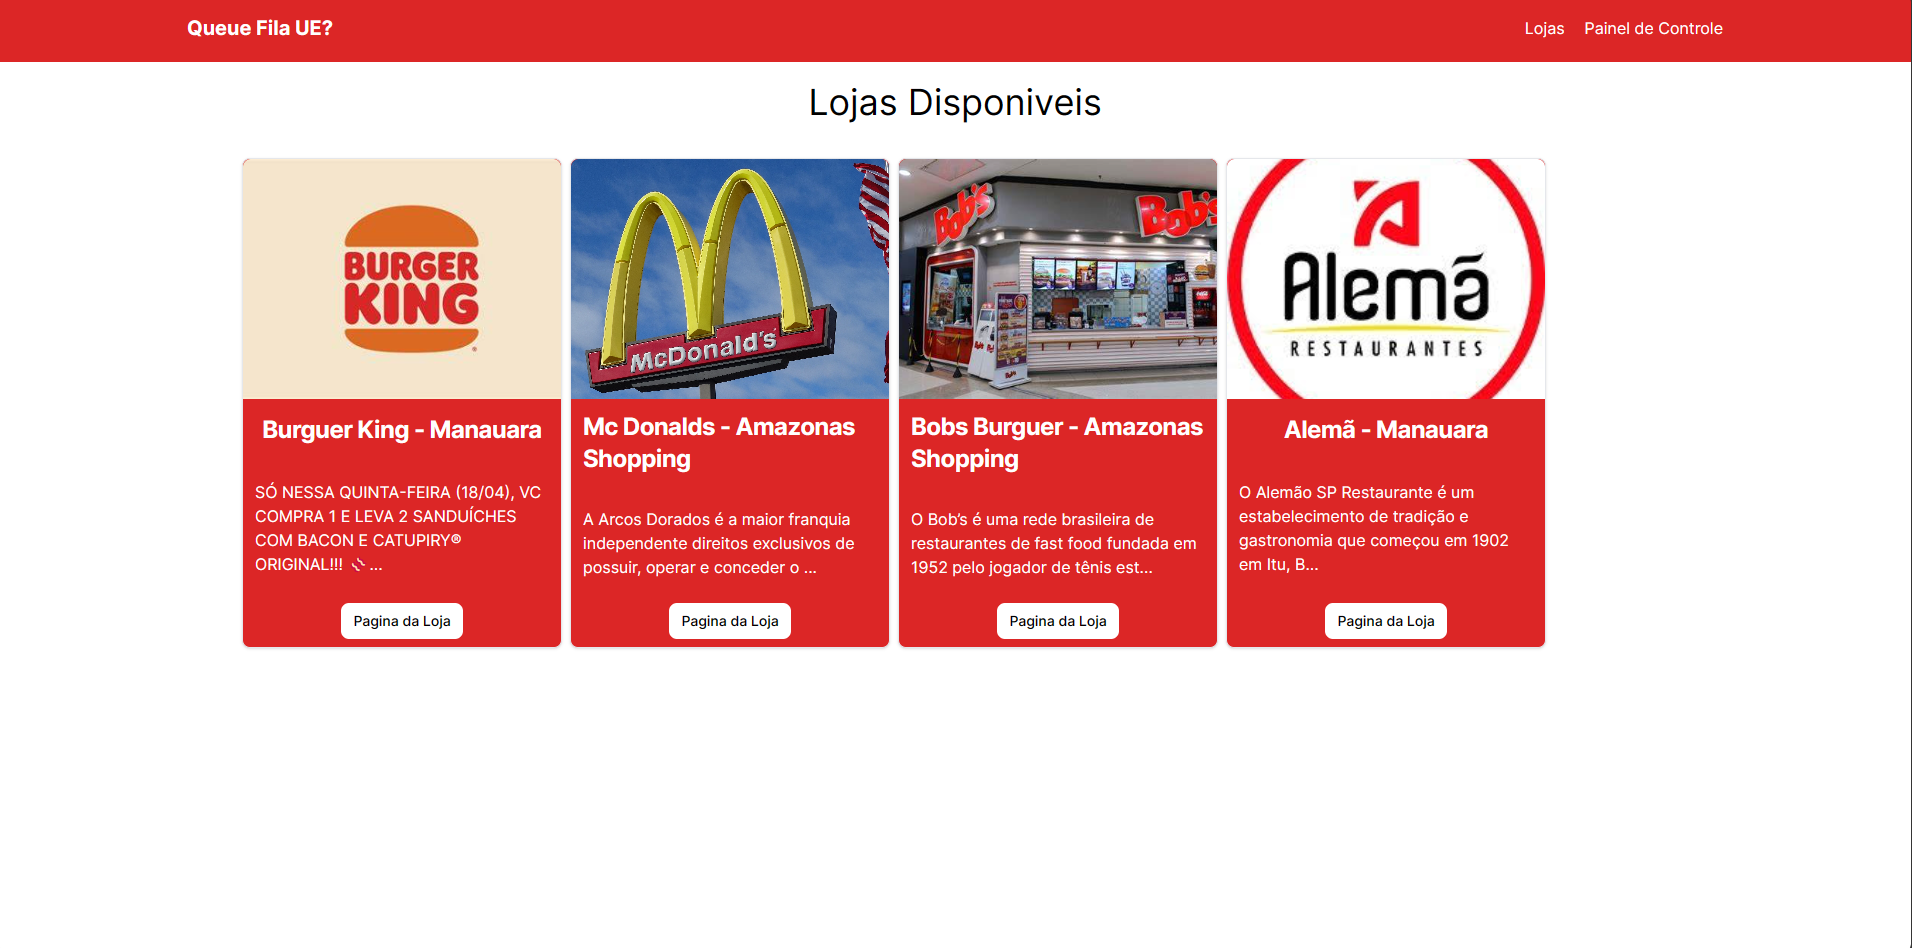 Queue Fila UE?
Lojas
Painel de Controle
Lojas Disponiveis
BURGER
KING
®
McDonald's
Bob's
Bob's
Alemã
RESTAURANTES
Burguer King - Manauara
SÓ NESSA QUINTA-FEIRA (18/04), VC
COMPRA 1 E LEVA 2 SANDUÍCHES
COM BACON E CATUPIRY®
ORIGINAL!!! ...
Pagina da Loja
Mc Donalds - Amazonas
Shopping
A Arcos Dorados é a maior franquia
independente direitos exclusivos de
possuir, operar e conceder o ...
Pagina da Loja
Bobs Burguer - Amazonas
Shopping
O Bob’s é uma rede brasileira de
restaurantes de fast food fundada em
1952 pelo jogador de tênis est...
Pagina da Loja
Alemã - Manauara
O Alemão SP Restaurante é um
estabelecimento de tradição e
gastronomia que começou em 1902
em Itu, B...
Pagina da Loja